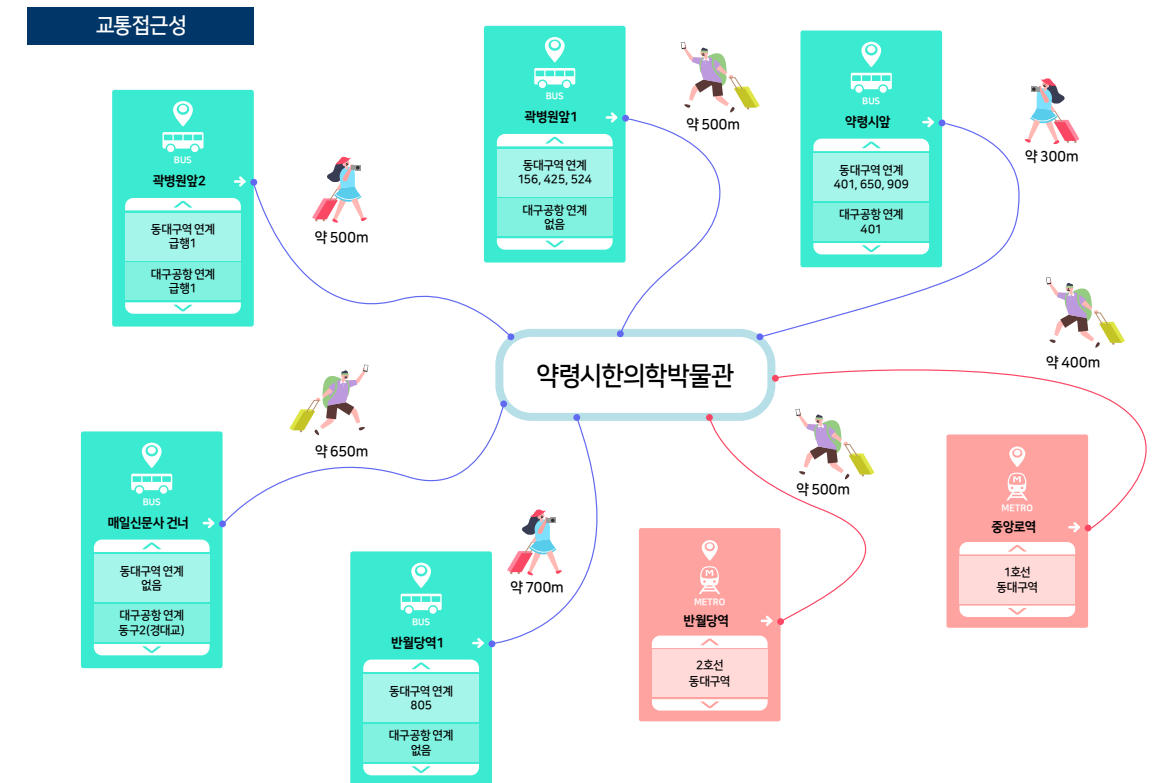 교통접근성
BUS
곽병원앞2
동대구역 연계
급행1
대구공항 연계
급행1
약 500m
BUS
곽병원앞1
동대구역 연계
156, 425, 524
대구공항 연계
없음
약 500m
BUS
약령시앞
동대구역 연계
401, 650, 909
대구공항 연계
401
약 300m
약령시한의학박물관
약 400m
약 650m
BUS
매일신문사 건너
동대구역 연계
없음
대구공항 연계
동구2(경대교)
약 700m
BUS
반월당역1
동대구역 연계
805
대구공항 연계
없음
약 500m
M
METRO
반월당역
2호선
동대구역
M
METRO
중앙로역
1호선
동대구역